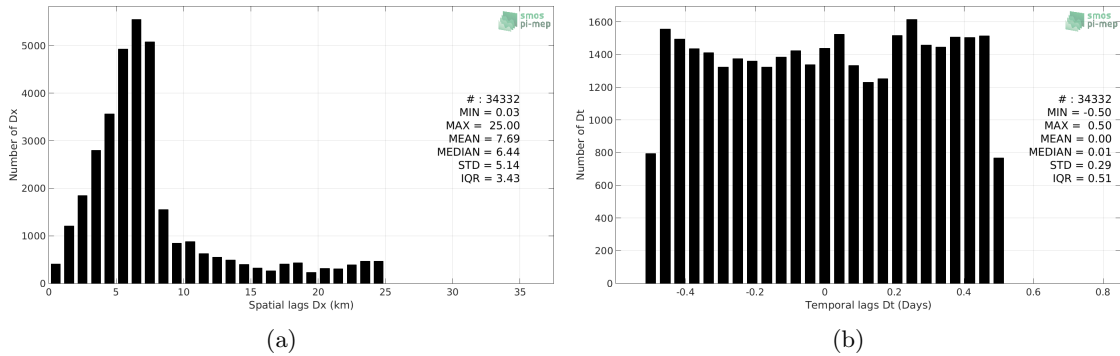 smos
pi-mep
5000
4000
3000
2000
1000
0
Number of Dx
# : 34332
MIN = 0.03
MAX = 25.00
MEAN = 7.69
MEDIAN = 6.44
STD = 5.14
IQR = 3.43
0 5 10 15 20 25 30 35
Spatial lags Dx (km)
(a)
smos
pi-mep
1600
1400
1200
1000
800
600
400
200
0
Number of Dt
# : 34332
MIN = -0.50
MAX = 0.50
MEAN = 0.00
MEDIAN = 0.01
STD = 0.29
IQR = 0.51
-0.4 -0.2 0 0.2 0.4 0.6 0.8
Temporal lags Dt (Days)
(b)